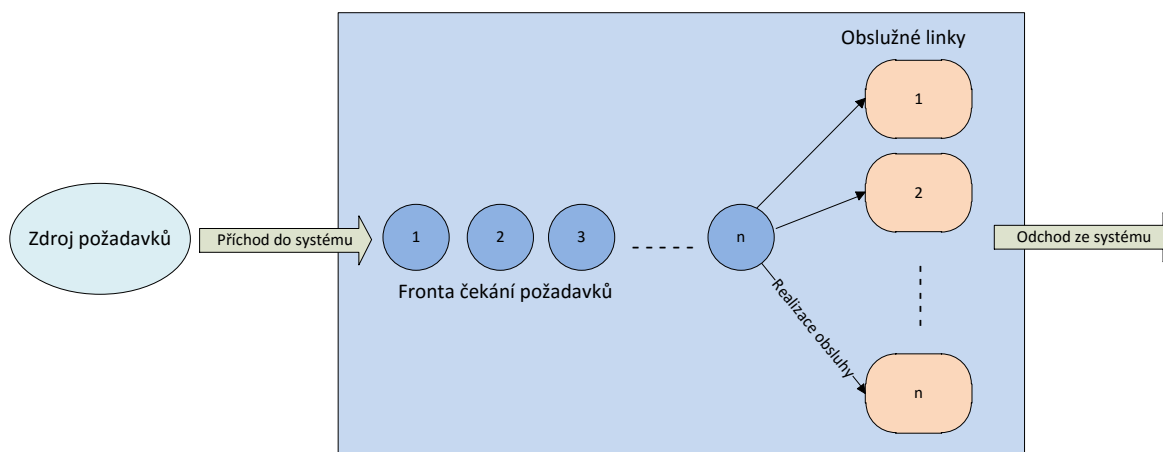 Obslužné linky
1
2
Zdroj požadavků
Příchod do systému
1
2
3
n
Odchod ze systému
Fronta čekání požadavků
Realizace obsluhy
n